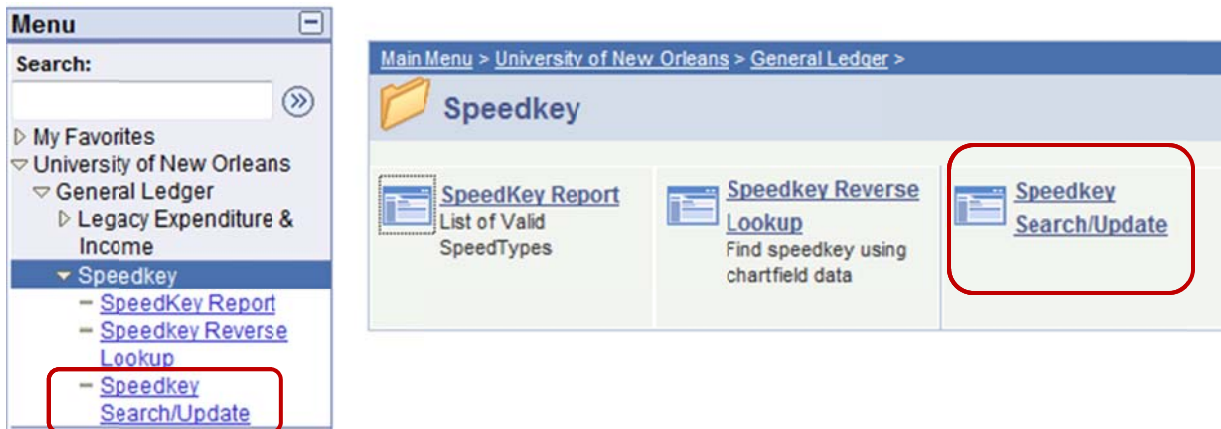 Menu
Search:
My Favorites
University of New Orleans
General Ledger
Legacy Expenditure &
Income
Speedkey
SpeedKey Report
Speedkey Reverse
Lookup
Speedkey
Search/Update
Main Menu > University of New Orleans > General Ledger >
Speedkey
SpeedKey Report
List of Valid
SpeedTypes
Speedkey Reverse
Lookup
Find speedkey using
chartfield data
Speedkey
Search/Update